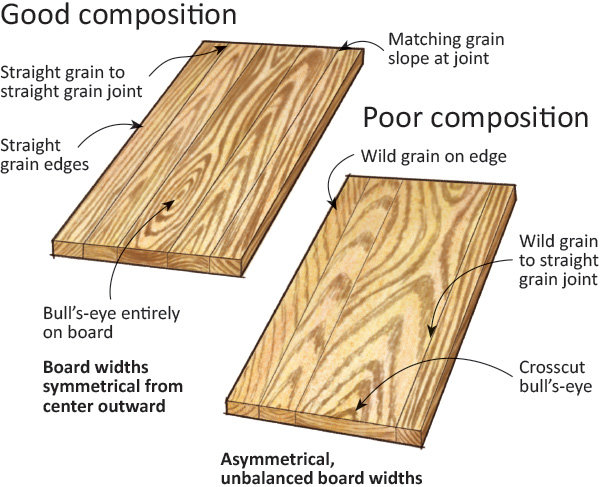 Good composition
Straight grain to
straight grain joint
Matching grain
slope at joint
Straight
grain edges
Bull's-eye entirely
on board
Board widths
symmetrical from
center outward
Poor composition
Wild grain on edge
Wild grain
to straight
grain joint
Crosscut
bull's-eye
Asymmetrical,
unbalanced board widths